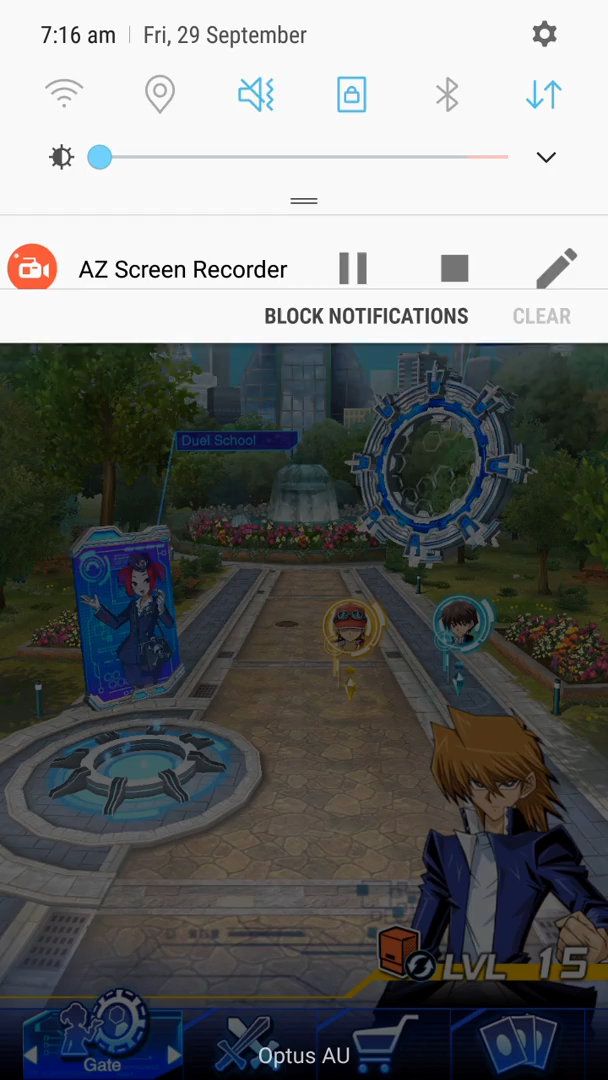 7:16 am Fri, 29 September
AZ Screen Recorder
BLOCK NOTIFICATIONS CLEAR
Duel School
LVL 15
Gate
Optus AU